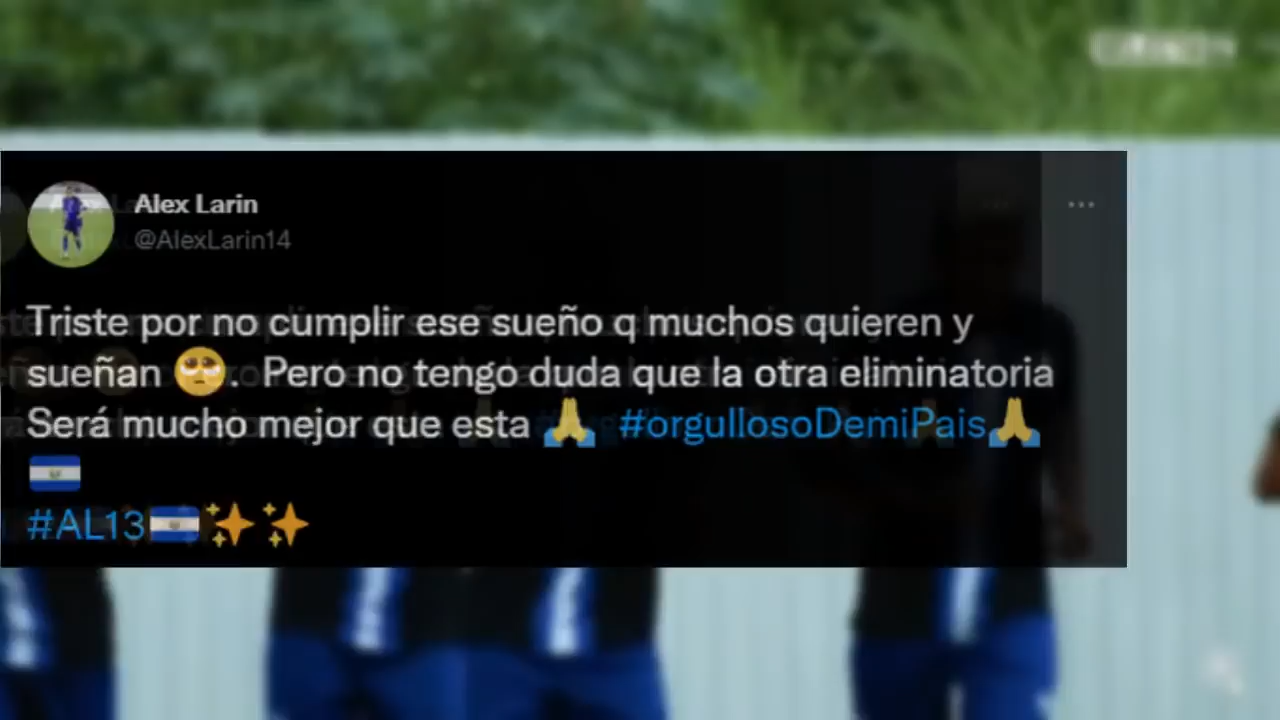 Alex Larin
@AlexLarin14
Triste por no cumplir ese sueño q muchos quieren y
sueñan 🥺. Pero no tengo duda que la otra eliminatoria
Será mucho mejor que esta 🙏 #orgullosoDemiPais🙏
🇸🇻
#AL13🇸🇻✨✨